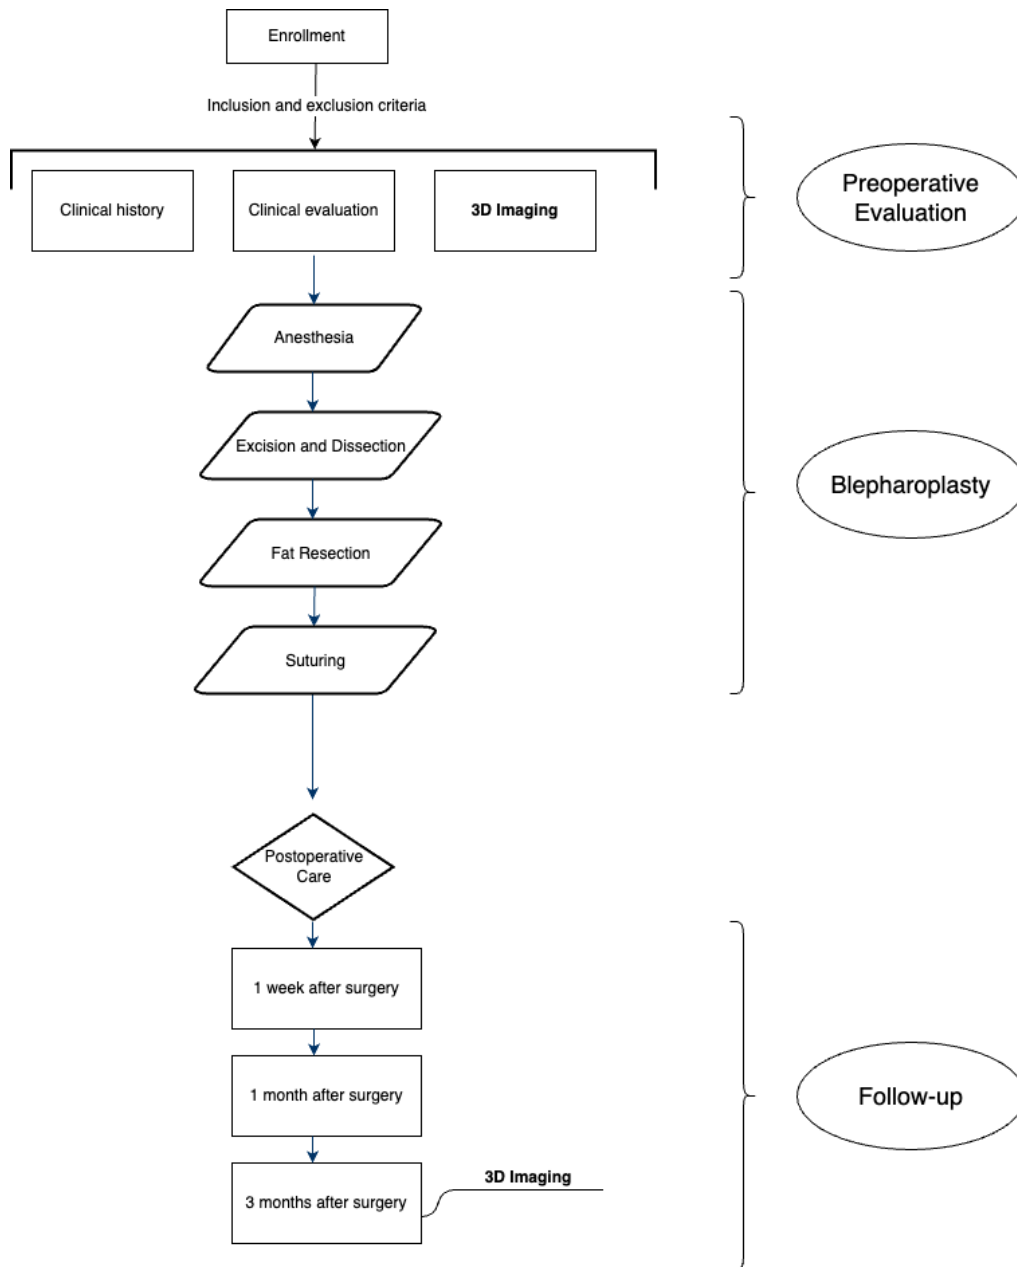 Enrollment
Inclusion and exclusion criteria
Clinical history
Clinical evaluation
3D Imaging
Preoperative
Evaluation
Anesthesia
Excision and Dissection
Fat Resection
Suturing
Blepharoplasty
Postoperative
Care
1 week after surgery
1 month after surgery
3 months after surgery
3D Imaging
Follow-up